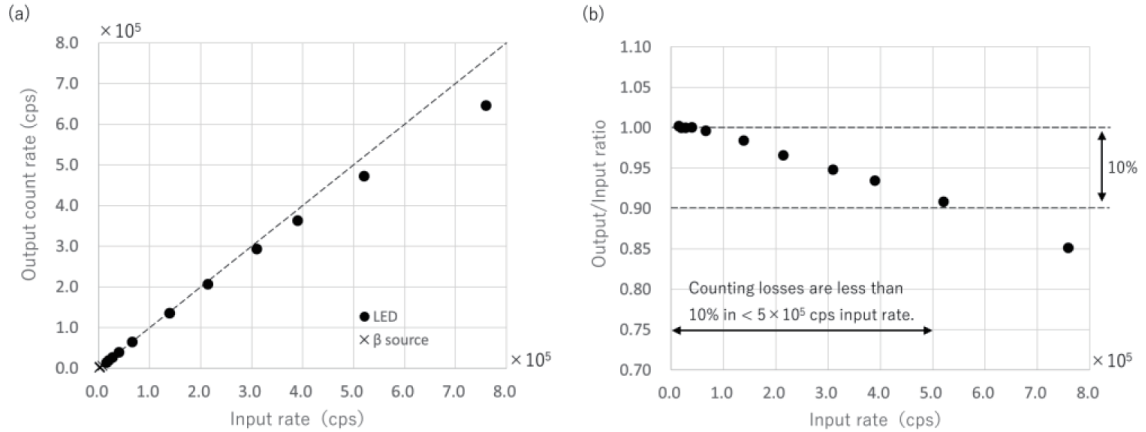 (a)
× 10⁵
8.0
7.0
6.0
5.0
4.0
3.0
2.0
1.0
0.0
Output count rate (cps)
LED
× β source
× 10⁵
0.0 1.0 2.0 3.0 4.0 5.0 6.0 7.0 8.0
Input rate (cps)
(b)
1.10
1.05
1.00
0.95
0.90
0.85
0.80
0.75
0.70
Output/Input ratio
10%
Counting losses are less than
10% in < 5 × 10⁵ cps input rate.
× 10⁵
0.0 1.0 2.0 3.0 4.0 5.0 6.0 7.0 8.0
Input rate (cps)